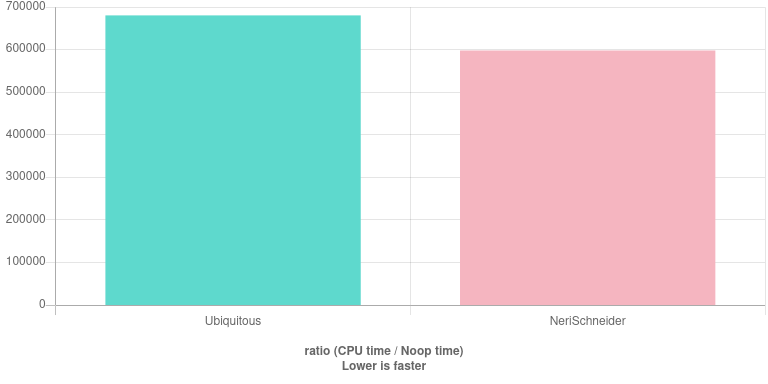 700000
600000
500000
400000
300000
200000
100000
0
Ubiquitous
NeriSchneider
ratio (CPU time / Noop time)
Lower is faster